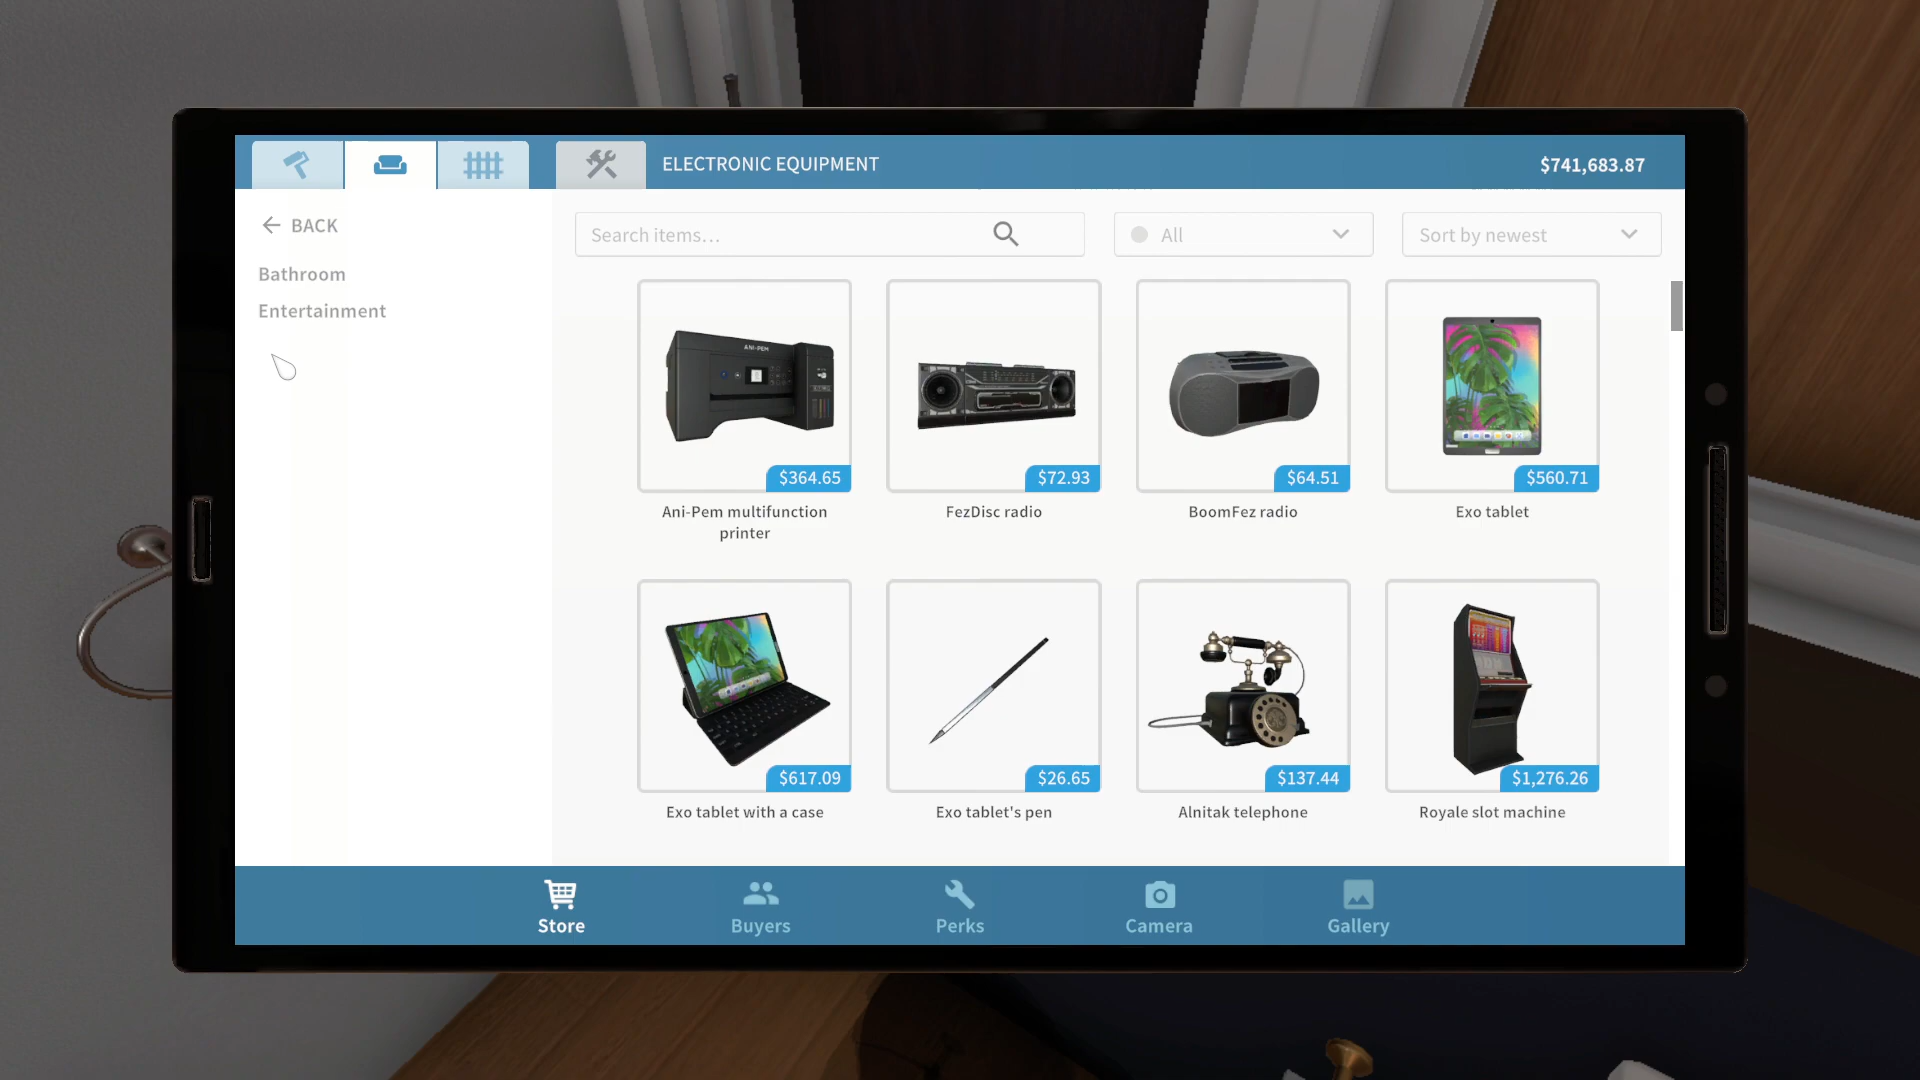 ELECTRONIC EQUIPMENT
$741,683.87
BACK
Search items...
All
Sort by newest
Bathroom
Entertainment
ANI-PEM
$364.65
$72.93
$64.51
$560.71
Ani-Pem multifunction
printer
FezDisc radio
BoomFez radio
Exo tablet
$617.09
$26.65
$137.44
$1,276.26
Exo tablet with a case
Exo tablet's pen
Alnitak telephone
Royale slot machine
Store
Buyers
Perks
Camera
Gallery